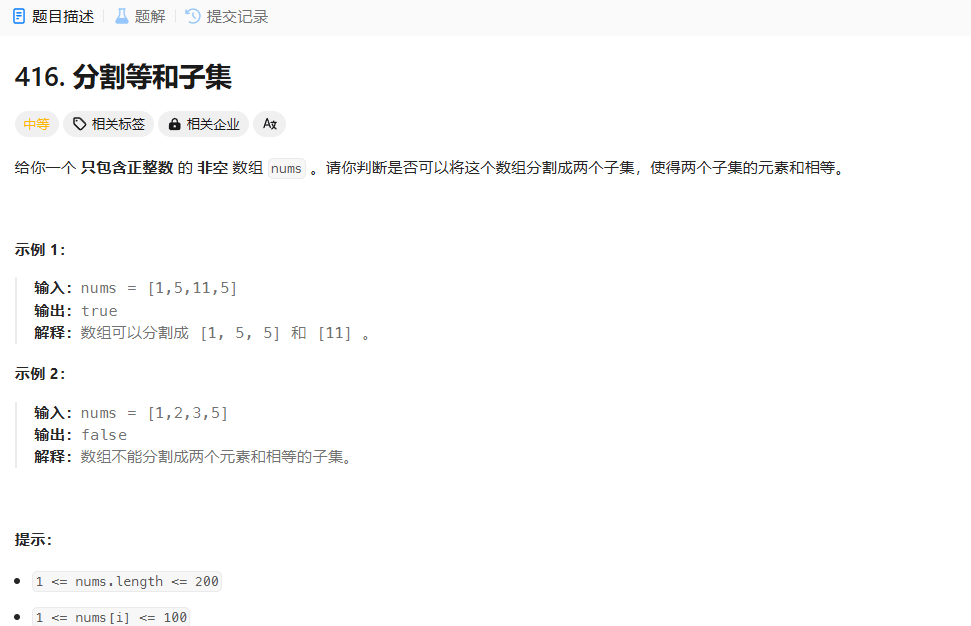 题目描述 题解 提交记录
416. 分割等和子集
中等 相关标签 相关企业 A文
给你一个 只包含正整数 的 非空 数组 nums 。请你判断是否可以将这个数组分割成两个子集，使得两个子集的元素和相等。
示例 1：
输入：nums = [1,5,11,5]
输出：true
解释：数组可以分割成 [1, 5, 5] 和 [11] 。
示例 2：
输入：nums = [1,2,3,5]
输出：false
解释：数组不能分割成两个元素和相等的子集。
提示：
1 <= nums.length <= 200
1 <= nums[i] <= 100